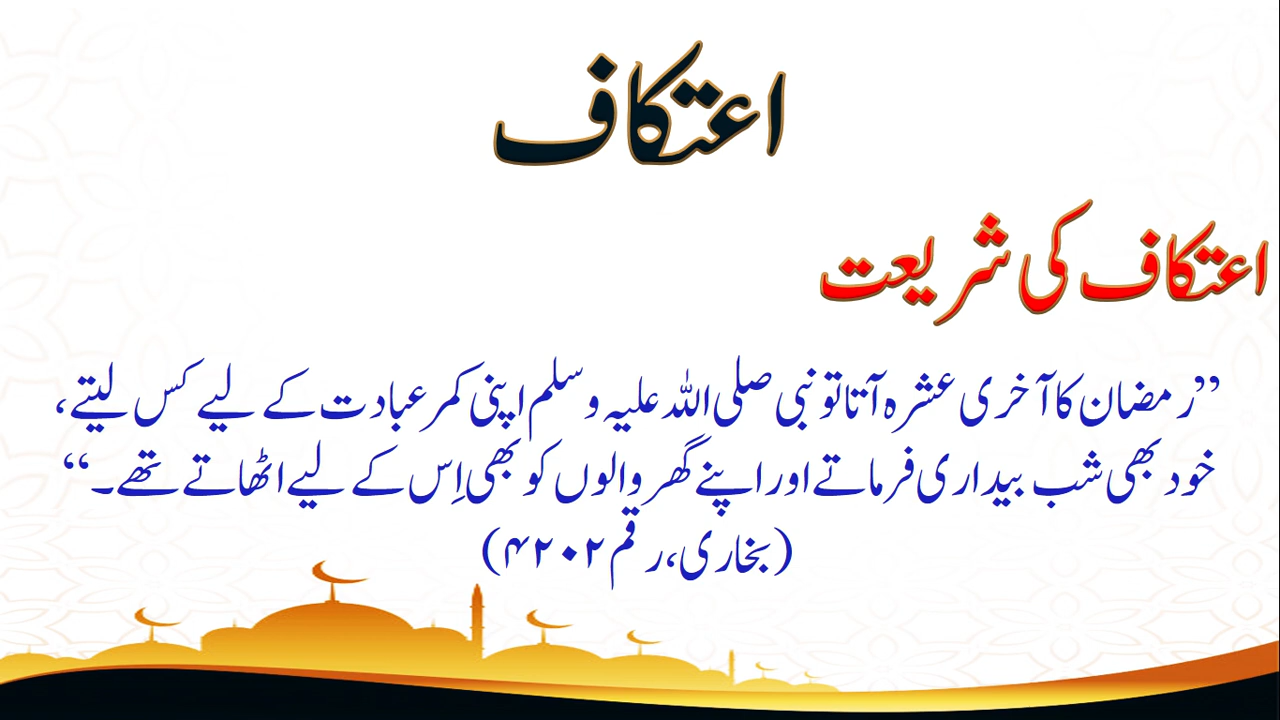 اعتکاف
اعتکاف کی شریعت
’’رمضان کا آخری عشرہ آتا تو نبی صلی اللہ علیہ وسلم اپنی کمر عبادت کے لیے کس لیتے،
خود بھی شب بیداری فرماتے اور اپنے گھر والوں کو بھی اِس کے لیے اٹھاتے تھے۔‘‘
(بخاری، رقم ۴۲۰۲)